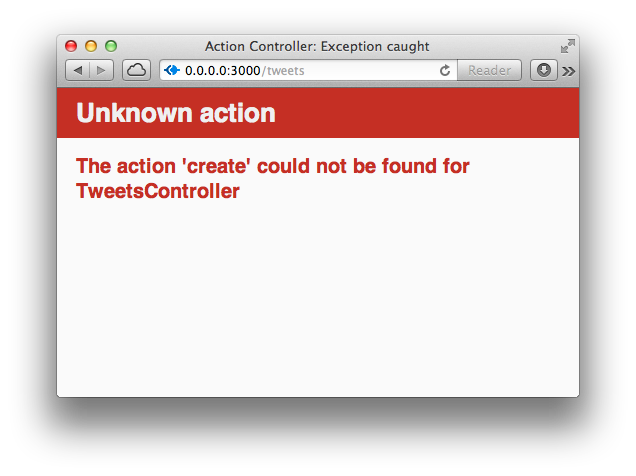 Action Controller: Exception caught
0.0.0.0:3000/tweets
Reader
Unknown action
The action 'create' could not be found for
TweetsController